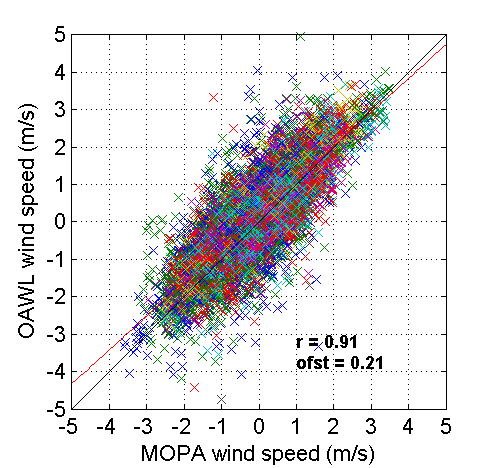 5
4
3
2
1
0
-1
-2
-3
-4
-5
OAWL wind speed (m/s)
r = 0.91
ofst = 0.21
-5 -4 -3 -2 -1 0 1 2 3 4 5
MOPA wind speed (m/s)